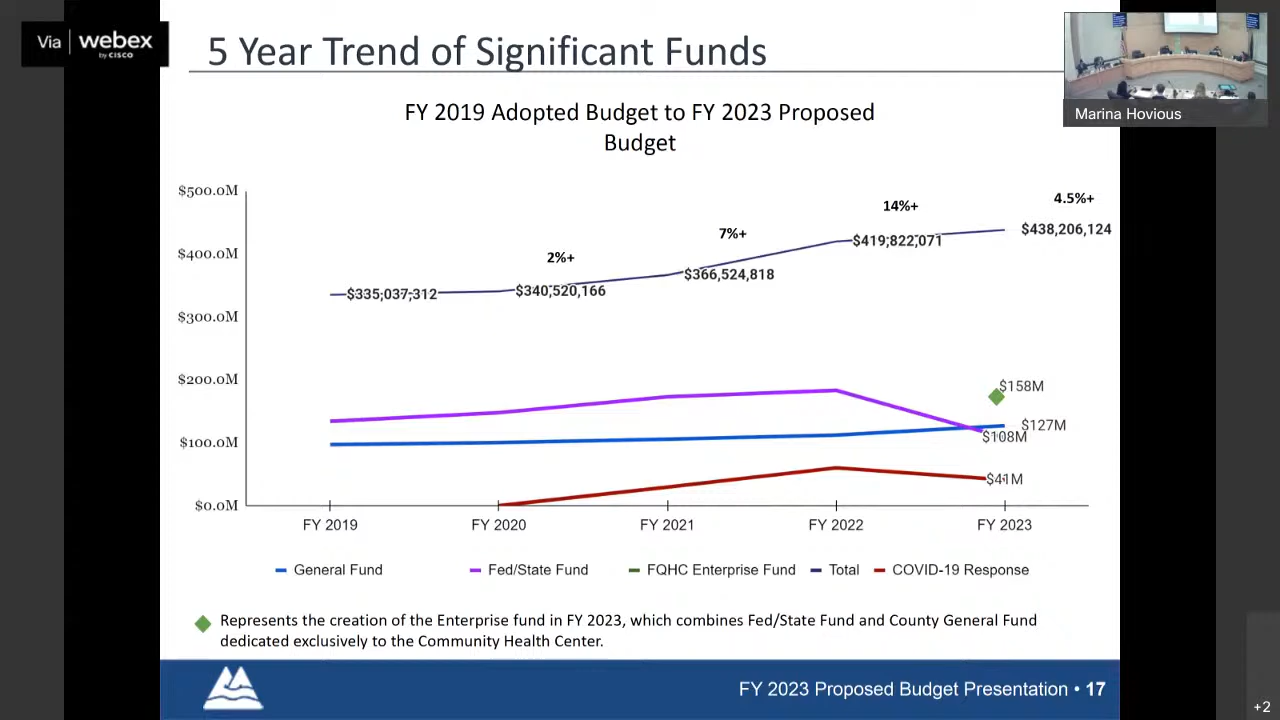 Via webex
by CISCO
5 Year Trend of Significant Funds
Marina Hovious
FY 2019 Adopted Budget to FY 2023 Proposed
Budget
$500.0M
$400.0M
$300.0M
$200.0M
$100.0M
$0.0M
2%+
7%+
14%+
4.5%+
$335,037,312
$340,520,166
$366,524,818
$419,822,071
$438,206,124
$158M
$127M
$108M
$41M
FY 2019
FY 2020
FY 2021
FY 2022
FY 2023
General Fund
Fed/State Fund
FQHC Enterprise Fund
Total
COVID-19 Response
Represents the creation of the Enterprise fund in FY 2023, which combines Fed/State Fund and County General Fund
dedicated exclusively to the Community Health Center.
FY 2023 Proposed Budget Presentation • 17
+2